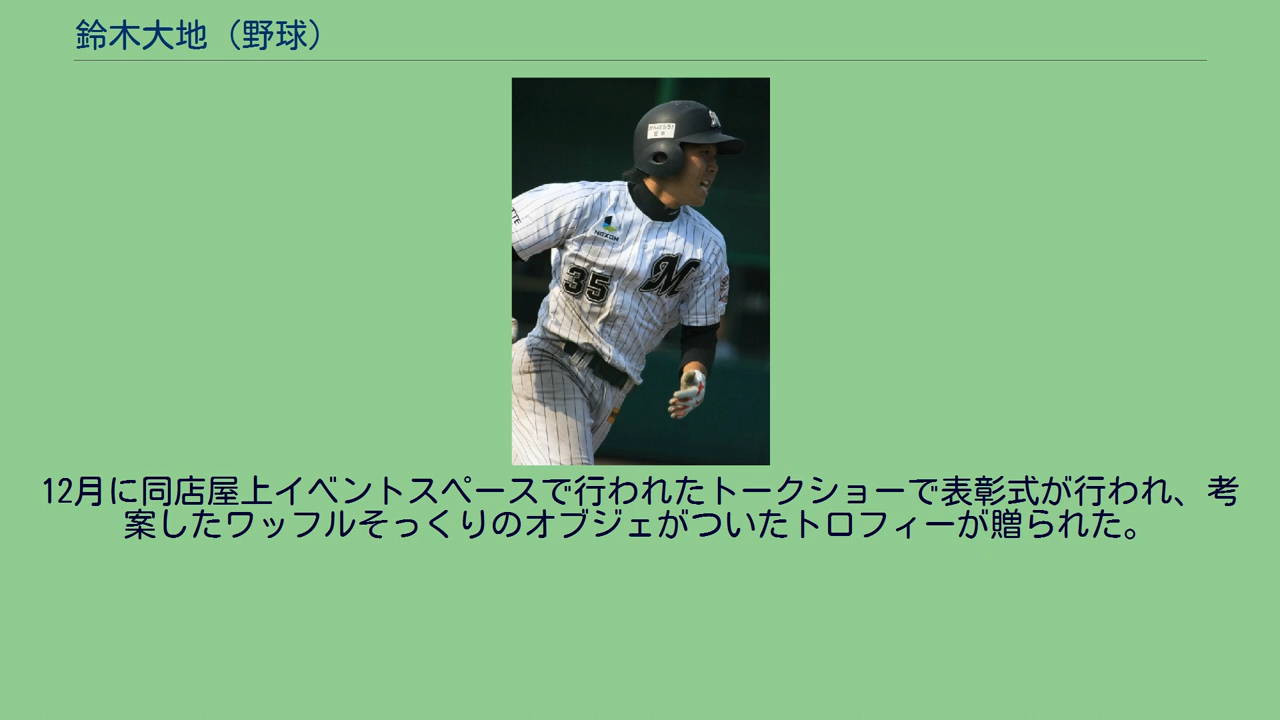 鈴木大地（野球）
TTE
NEXON
35
M
12月に同店屋上イベントスペースで行われたトークショーで表彰式が行われ、考
案したワッフルそっくりのオブジェがついたトロフィーが贈られた。